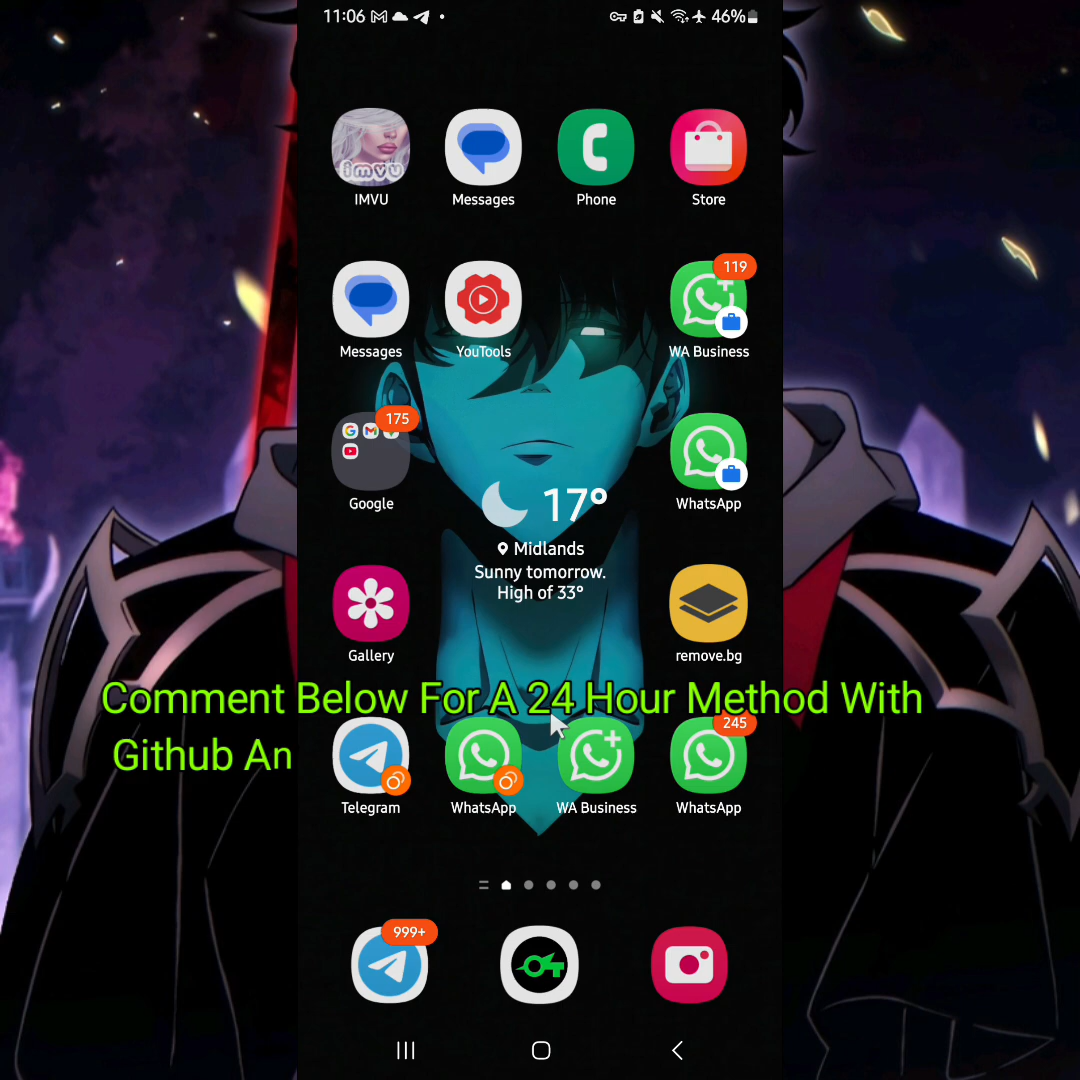 11:06
46%
imvu
IMVU
Messages
Phone
Store
119
Messages
YouTools
WA Business
175
Google
WhatsApp
17°
Midlands
Sunny tomorrow.
High of 33°
Gallery
remove.bg
Comment Below For A 24 Hour Method With
Github An
245
Telegram
WhatsApp
WA Business
WhatsApp
999+